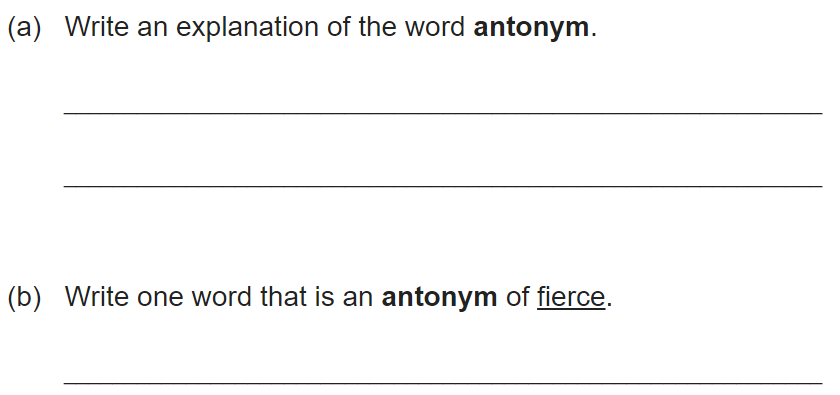 (a) Write an explanation of the word antonym.
(b) Write one word that is an antonym of fierce.